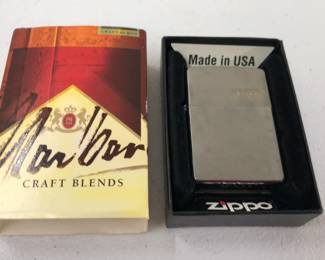 Marlbor
CRAFT BLENDS
Made in USA
zippo